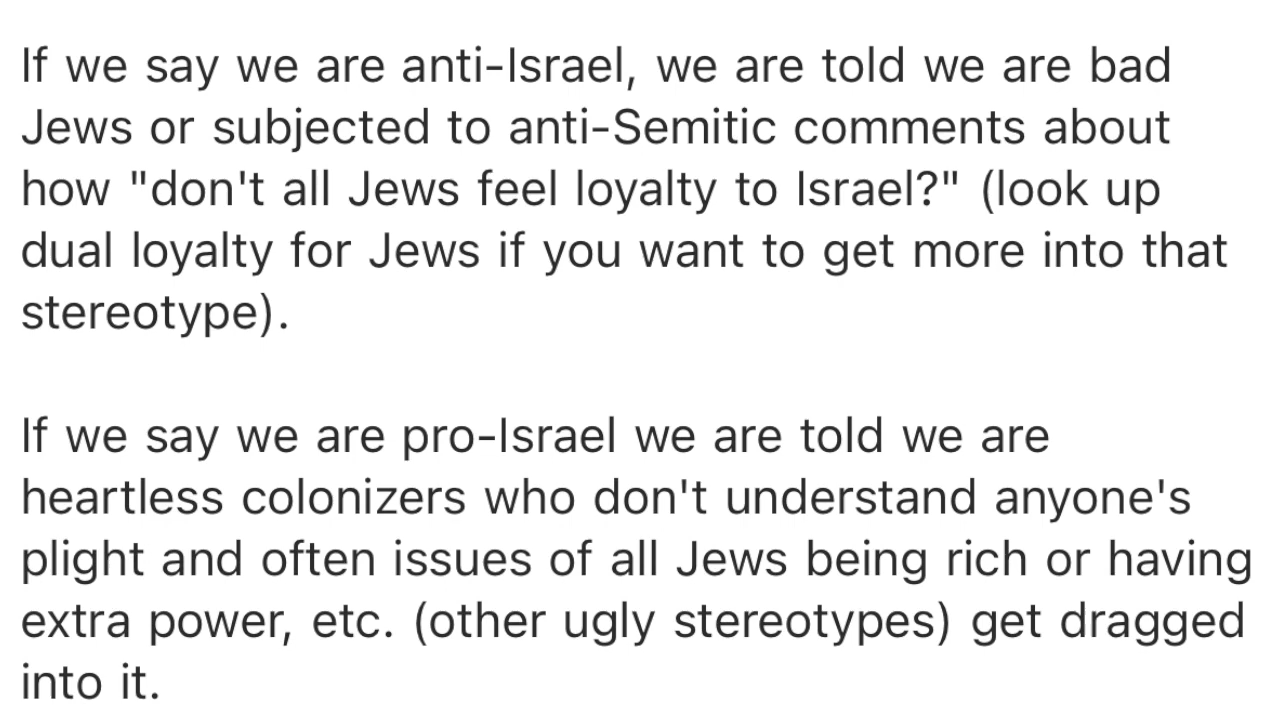 If we say we are anti-Israel, we are told we are bad
Jews or subjected to anti-Semitic comments about
how "don't all Jews feel loyalty to Israel?" (look up
dual loyalty for Jews if you want to get more into that
stereotype).
If we say we are pro-Israel we are told we are
heartless colonizers who don't understand anyone's
plight and often issues of all Jews being rich or having
extra power, etc. (other ugly stereotypes) get dragged
into it.